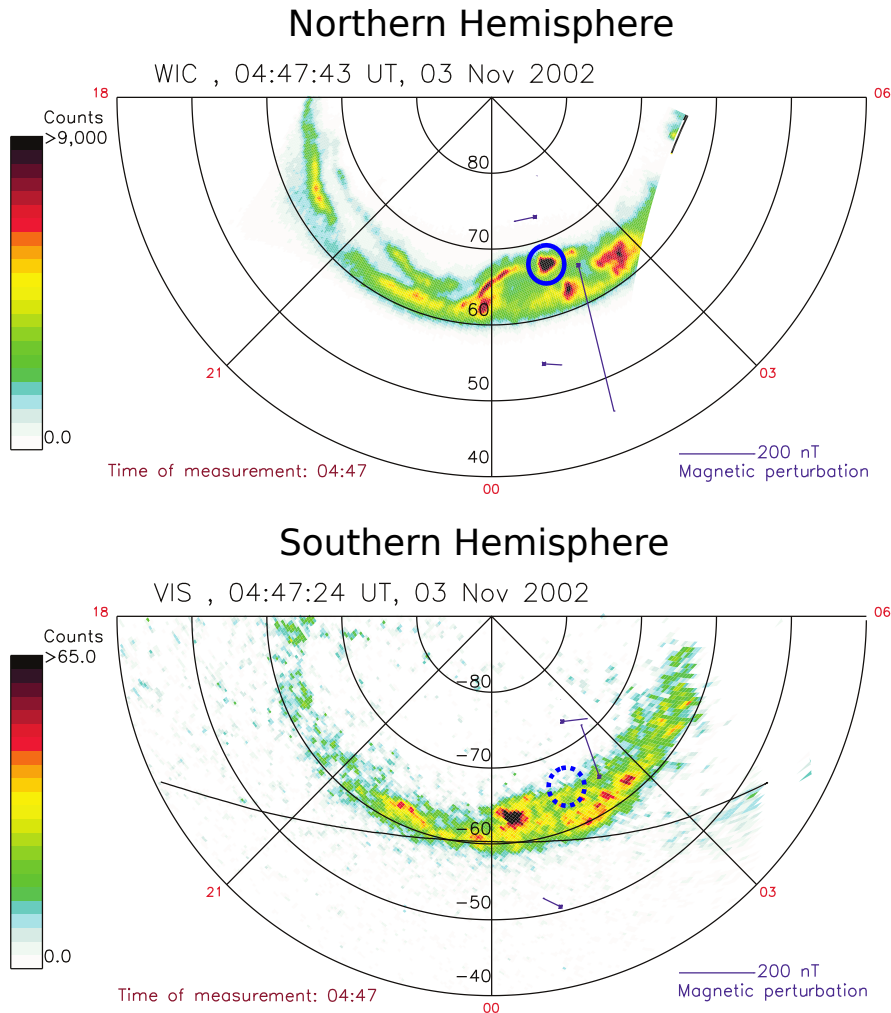 Northern Hemisphere
WIC , 04:47:43 UT, 03 Nov 2002
18
06
Counts
>9,000
80
70
60
50
40
0.0
21
03
00
Time of measurement: 04:47
200 nT
Magnetic perturbation
Southern Hemisphere
VIS , 04:47:24 UT, 03 Nov 2002
18
06
Counts
>65.0
-80
-70
-60
-50
-40
0.0
21
03
00
Time of measurement: 04:47
200 nT
Magnetic perturbation